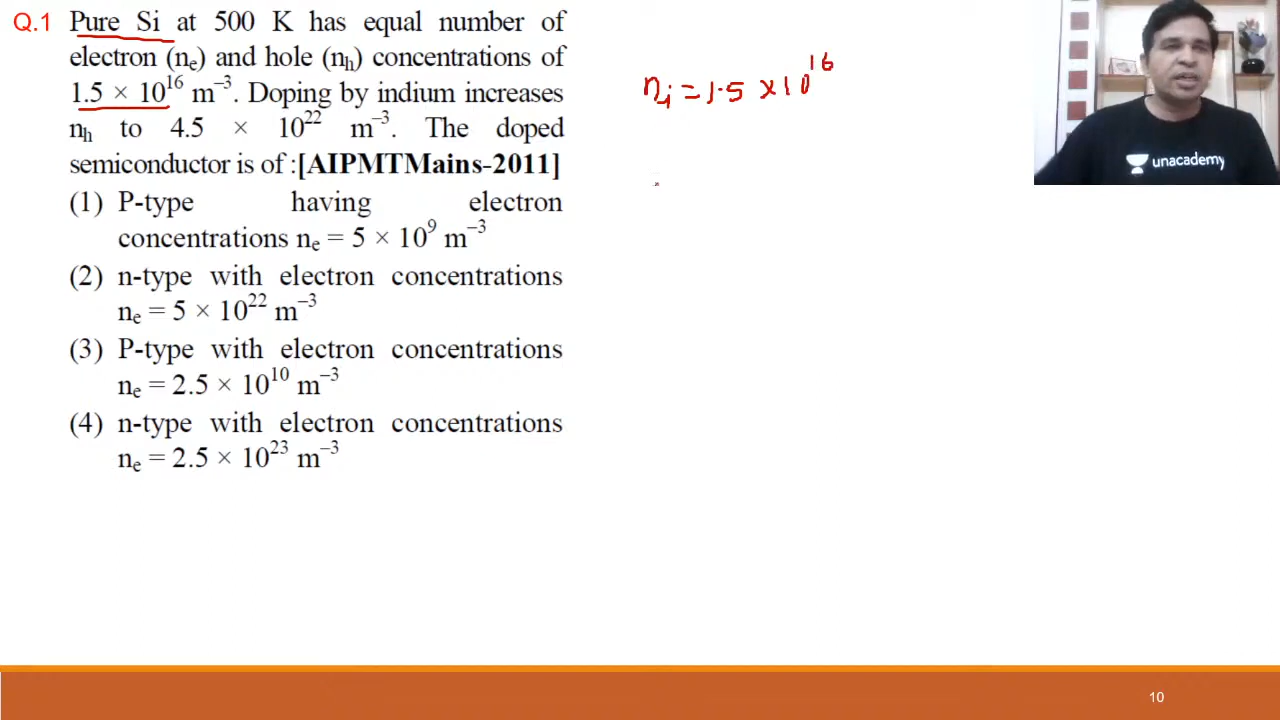 Q.1 Pure Si at 500 K has equal number of
electron (nₑ) and hole (nₕ) concentrations of
1.5 × 10¹⁶ m⁻³. Doping by indium increases
nₕ to 4.5 × 10²² m⁻³. The doped
semiconductor is of :[AIPMTMains-2011]
(1) P-type having electron
concentrations nₑ = 5 × 10⁹ m⁻³
(2) n-type with electron concentrations
nₑ = 5 × 10²² m⁻³
(3) P-type with electron concentrations
nₑ = 2.5 × 10¹⁰ m⁻³
(4) n-type with electron concentrations
nₑ = 2.5 × 10²³ m⁻³
nᵢ = 1.5 × 10¹⁶
unacademy
10